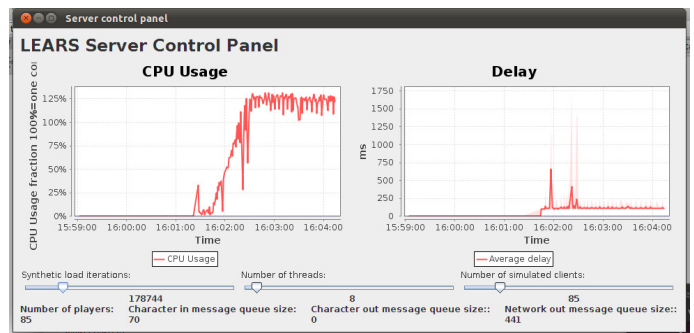 Server control panel
LEARS Server Control Panel
CPU Usage
CPU Usage fraction 100%=one
125%
100%
75%
50%
25%
0%
15:59:00 16:00:00 16:01:00 16:02:00 16:03:00 16:04:00
Time
CPU Usage
Delay
ms
1750
1500
1250
1000
750
500
250
0
15:59:00 16:00:00 16:01:00 16:02:00 16:03:00 16:04:00
Time
Average delay
Synthetic load iterations: Number of threads: Number of simulated clients:
178744 8 85
Number of players: Character in message queue size: Character out message queue size:: Network out message queue size::
85 70 0 441